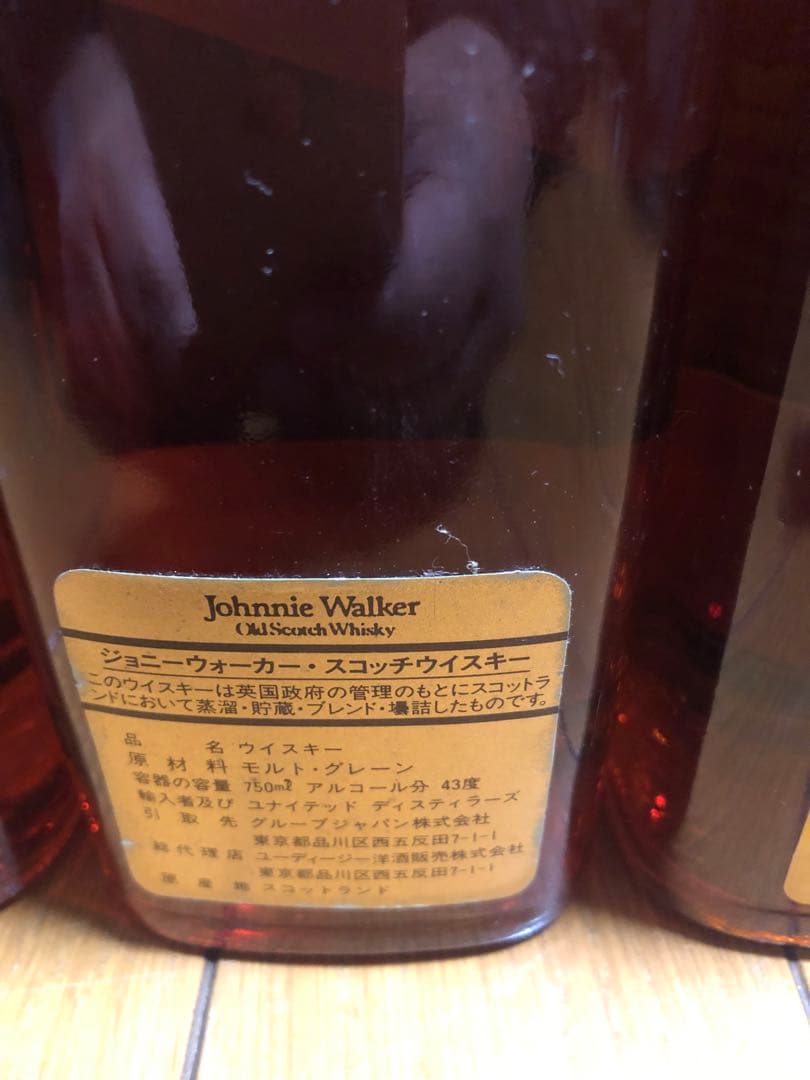 Johnnie Walker
Old Scotch Whisky
ジョニーウォーカー・スコッチウイスキー
このウイスキーは英国政府の管理のもとにスコットラ
ンドにおいて蒸溜・貯蔵・ブレンド・壜詰したものです。
品 名 ウイスキー
原材料 モルト・グレーン
容器の容量 750mℓ アルコール分 43度
輸入者及び ユナイテッド ディスティラーズ
引取先 グループジャパン株式会社
東京都品川区西五反田7-1-1
総代理店 ユーディージー洋酒販売株式会社
東京都品川区西五反田7-1-1
原産地 スコットランド